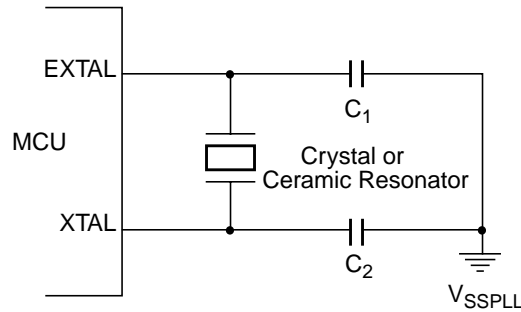 EXTAL
C1
MCU
Crystal or
Ceramic Resonator
XTAL
C2
VSSPLL